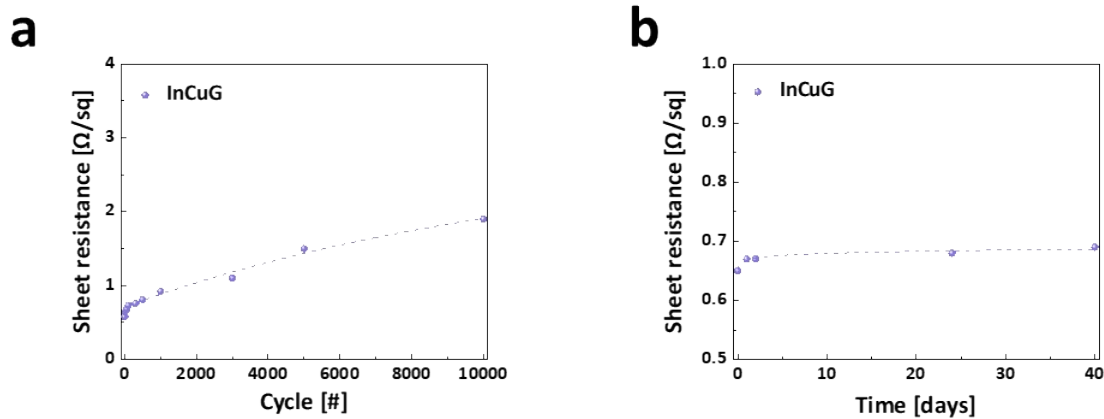 a
4
3
2
1
0
Sheet resistance [Ω/sq]
InCuG
0 2000 4000 6000 8000 10000
Cycle [#]
b
1.0
0.9
0.8
0.7
0.6
0.5
Sheet resistance [Ω/sq]
InCuG
0 10 20 30 40
Time [days]